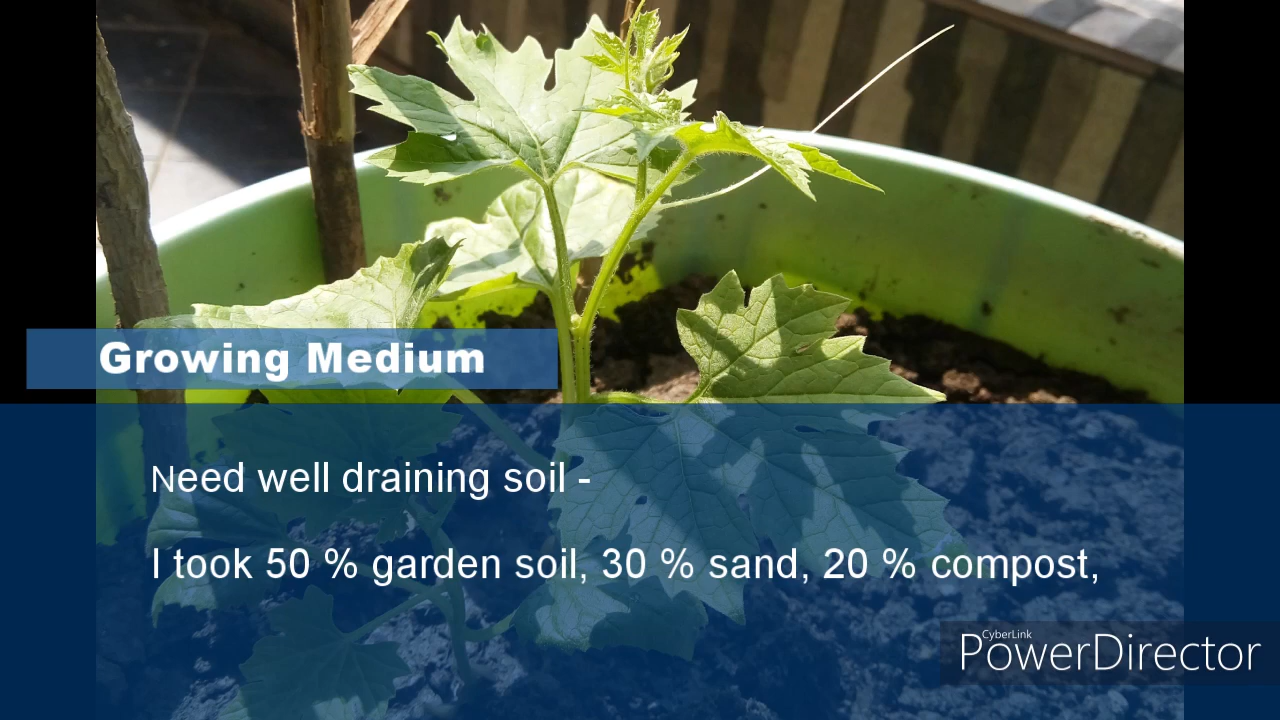 Growing Medium
Need well draining soil -
I took 50 % garden soil, 30 % sand, 20 % compost,
CyberLink
PowerDirector